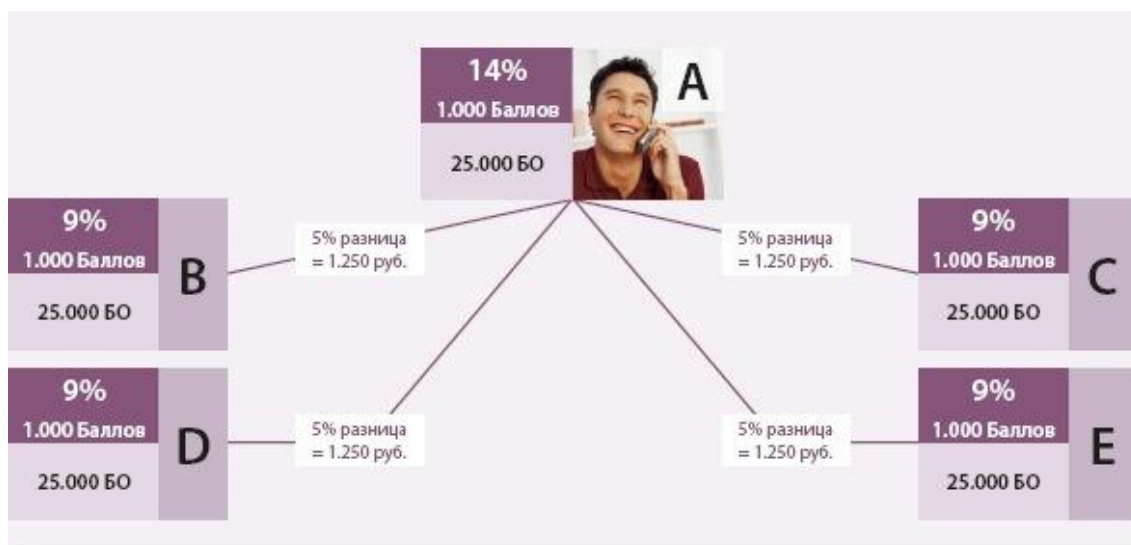 14%
1.000 Баллов
25.000 БО
A
9%
1.000 Баллов
25.000 БО
B
5% разница
= 1.250 руб.
5% разница
= 1.250 руб.
9%
1.000 Баллов
25.000 БО
C
9%
1.000 Баллов
25.000 БО
D
5% разница
= 1.250 руб.
5% разница
= 1.250 руб.
9%
1.000 Баллов
25.000 БО
E